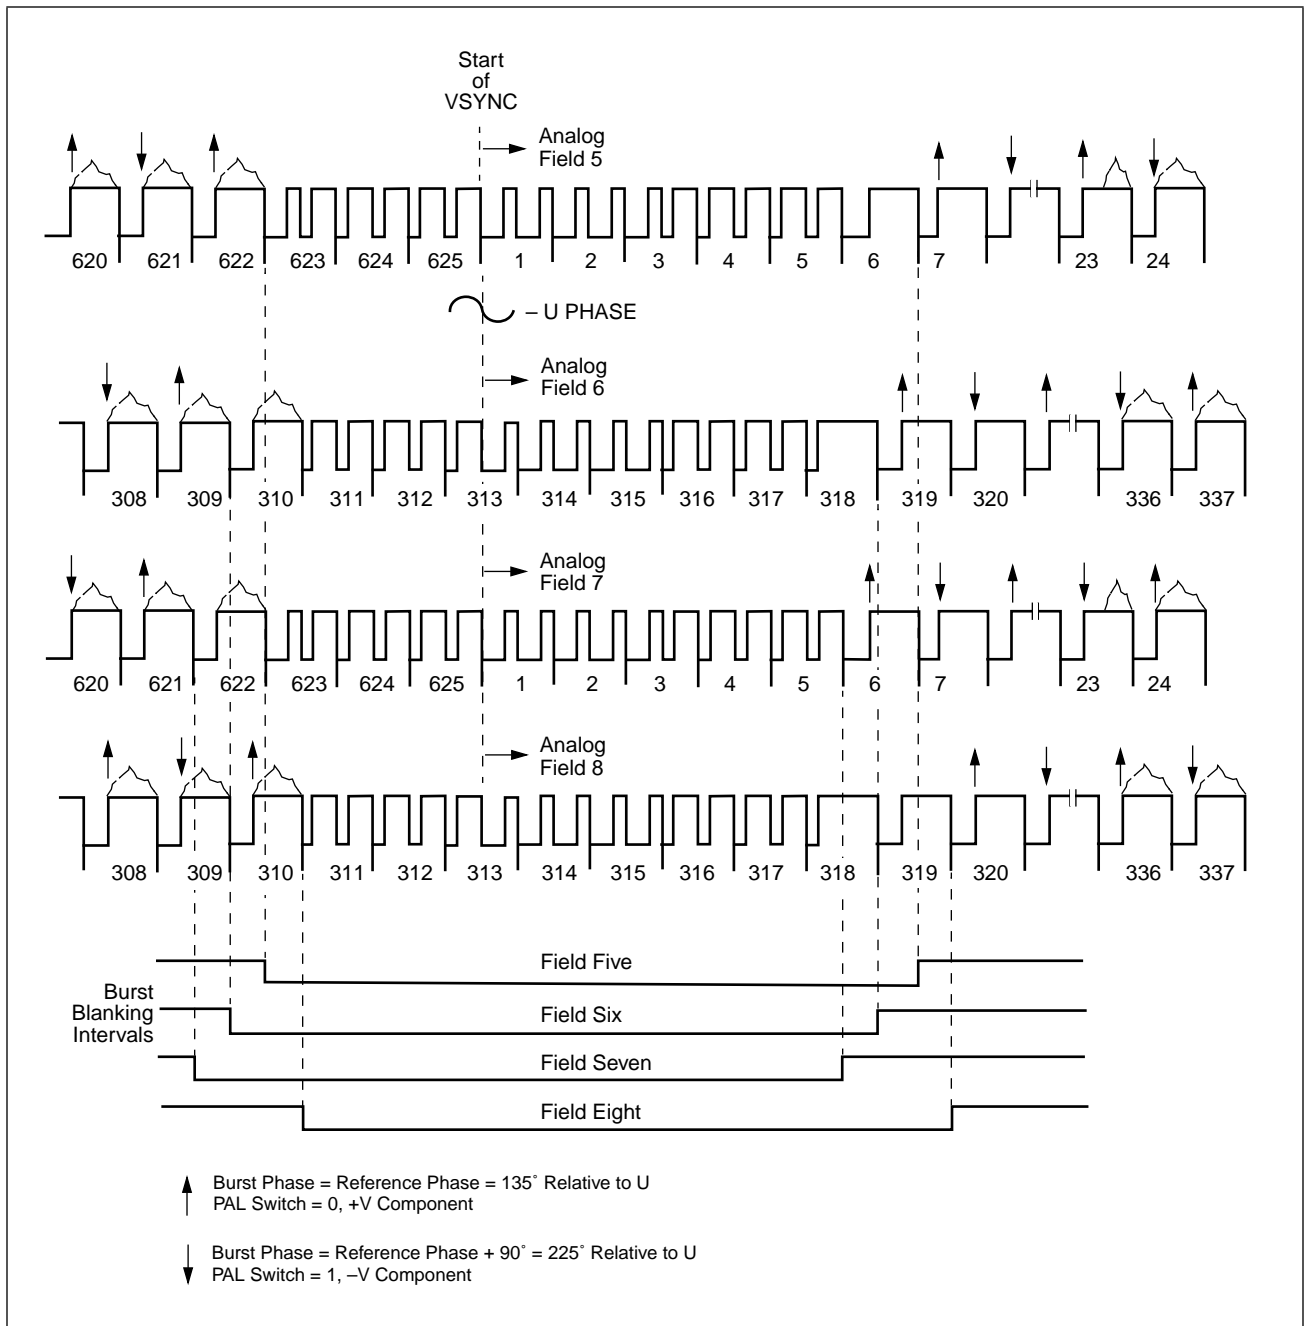 Start
of
VSYNC
Analog
Field 5
620 621 622 623 624 625 1 2 3 4 5 6 7 23 24
– U PHASE
Analog
Field 6
308 309 310 311 312 313 314 315 316 317 318 319 320 336 337
Analog
Field 7
620 621 622 623 624 625 1 2 3 4 5 6 7 23 24
Analog
Field 8
308 309 310 311 312 313 314 315 316 317 318 319 320 336 337
Field Five
Burst
Blanking
Intervals
Field Six
Field Seven
Field Eight
Burst Phase = Reference Phase = 135° Relative to U
PAL Switch = 0, +V Component
Burst Phase = Reference Phase + 90° = 225° Relative to U
PAL Switch = 1, –V Component